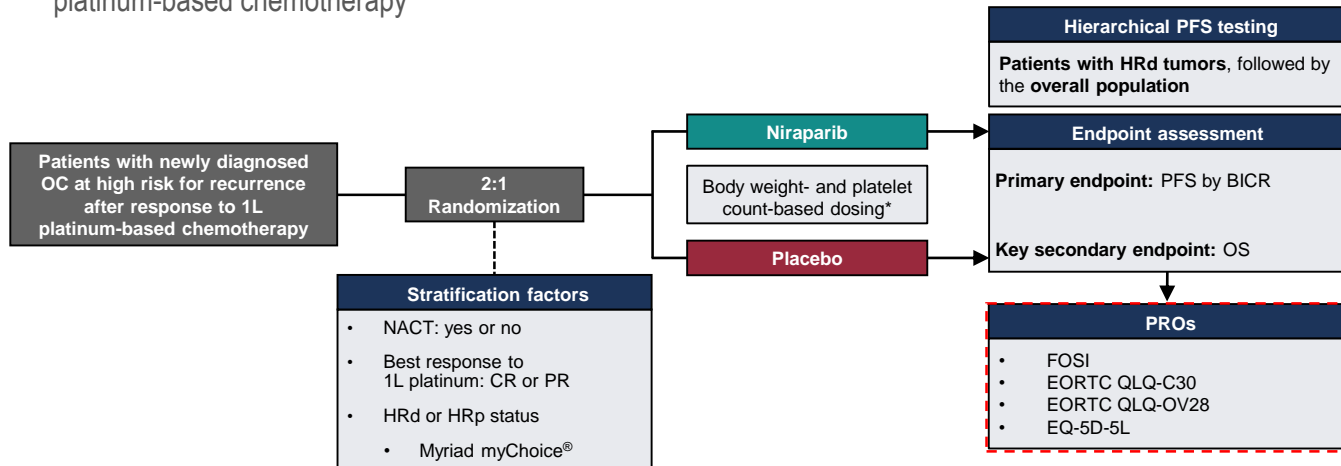 platinum-based chemotherapy
Patients with newly diagnosed
OC at high risk for recurrence
after response to 1L
platinum-based chemotherapy
2:1
Randomization
Stratification factors
• NACT: yes or no
• Best response to
1L platinum: CR or PR
• HRd or HRp status
• Myriad myChoice®
Niraparib
Body weight- and platelet
count-based dosing*
Placebo
Hierarchical PFS testing
Patients with HRd tumors, followed by
the overall population
Endpoint assessment
Primary endpoint: PFS by BICR
Key secondary endpoint: OS
PROs
• FOSI
• EORTC QLQ-C30
• EORTC QLQ-OV28
• EQ-5D-5L